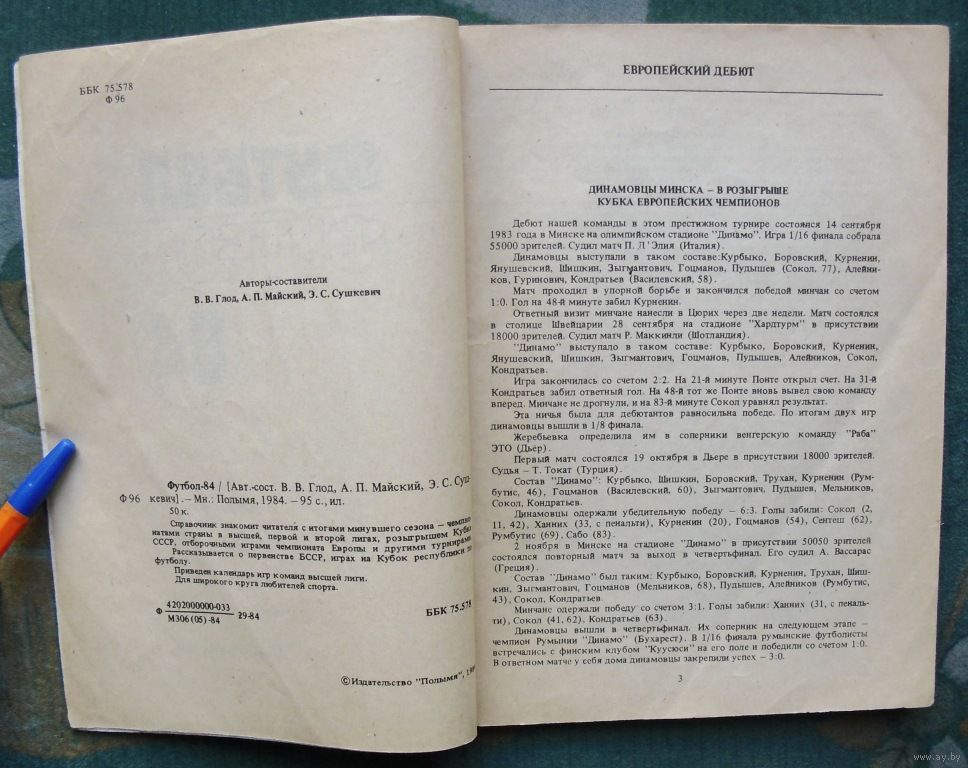 ББК 75.578
Ф 96
Авторы-составители
В. В. Глод, А. П. Майский, Э. С. Сушкевич
Футбол-84 / [Авт.-сост. В. В. Глод, А. П. Майский, Э. С. Суш-
Ф 96 кевич]. — Мн.: Полымя, 1984. — 95 с., ил.
50 к.
Справочник знакомит читателя с итогами минувшего сезона — чемпио-
натами страны в высшей, первой и второй лигах, розыгрышем Кубка
СССР, отборочными играми чемпионата Европы и другими турнирами.
Рассказывается о первенстве БССР, играх на Кубок республики по
футболу.
Приведен календарь игр команд высшей лиги.
Для широкого круга любителей спорта.
Ф 4202000000-033
М306 (05)-84 29-84
ББК 75.578
© Издательство "Полымя",
ЕВРОПЕЙСКИЙ ДЕБЮТ
ДИНАМОВЦЫ МИНСКА — В РОЗЫГРЫШЕ
КУБКА ЕВРОПЕЙСКИХ ЧЕМПИОНОВ
Дебют нашей команды в этом престижном турнире состоялся 14 сентября
1983 года в Минске на олимпийском стадионе "Динамо". Игра 1/16 финала собрала
55000 зрителей. Судил матч П. Д'Элия (Италия).
Динамовцы выступали в таком составе:Курбыко, Боровский, Курненин,
Янушевский, Шишкин, Зыгмантович, Гоцманов, Пудышев (Сокол, 77), Алейни-
ков, Гуринович, Кондратьев (Василевский, 58).
Матч проходил в упорной борьбе и закончился победой минчан со счетом
1:0. Гол на 48-й минуте забил Курненин.
Ответный визит минчане нанесли в Цюрих через две недели. Матч состоялся
в столице Швейцарии 28 сентября на стадионе "Хардтурм" в присутствии
18000 зрителей. Судил матч Р. Маккинли (Шотландия).
"Динамо" выступало в таком составе: Курбыко, Боровский, Курненин,
Янушевский, Шишкин, Зыгмантович, Гоцманов, Пудышев, Алейников, Сокол,
Кондратьев.
Игра закончилась со счетом 2:2. На 21-й минуте Понте открыл счет. На 31-й
Кондратьев забил ответный гол. На 48-й тот же Понте вновь вывел свою команду
вперед. Минчане не дрогнули, и на 83-й минуте Сокол уравнял результат.
Эта ничья была для дебютантов равносильна победе. По итогам двух игр
динамовцы вышли в 1/8 финала.
Жеребьевка определила им в соперники венгерскую команду "Раба"
ЭТО (Дьер).
Первый матч состоялся 19 октября в Дьере в присутствии 18000 зрителей.
Судья — Т. Токат (Турция).
Состав "Динамо": Курбыко, Шишкин, Боровский, Трухан, Курненин (Рум-
бутис, 46), Гоцманов (Василевский, 60), Зыгмантович, Пудышев, Мельников,
Сокол, Кондратьев.
Динамовцы одержали убедительную победу — 6:3. Голы забили: Сокол (2,
11, 42), Ханних (33, с пенальти), Курненин (20), Гоцманов (54), Сентеш (62),
Румбутис (69). Сабо (83).
2 ноября в Минске на стадионе "Динамо" в присутствии 50050 зрителей
состоялся повторный матч за выход в четвертьфинал. Его судил А. Вассарас
(Греция).
Состав "Динамо" был таким: Курбыко, Боровский, Курненин, Трухан, Шиш-
кин, Зыгмантович, Гоцманов (Мельников, 68), Пудышев, Алейников (Румбутис,
43), Сокол, Кондратьев.
Минчане одержали победу со счетом 3:1. Голы забили: Ханних (31, с пеналь-
ти), Сокол (41, 62), Кондратьев (63).
Динамовцы вышли в четвертьфинал. Их соперник на следующем этапе —
чемпион Румынии "Динамо" (Бухарест). В 1/16 финала румынские футболисты
встречались с финским клубом "Куусюси" на его поле и победили со счетом 1:0.
В ответном матче у себя дома динамовцы закрепили успех — 3:0.
3
www.ay.by